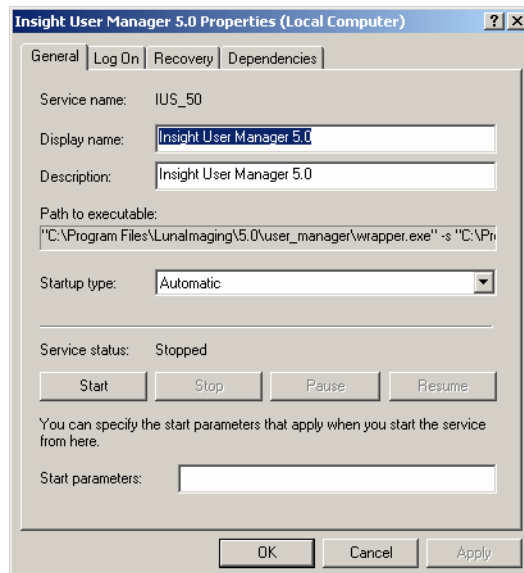 Insight User Manager 5.0 Properties (Local Computer)
General Log On Recovery Dependencies
Service name: IUS_50
Display name: Insight User Manager 5.0
Description: Insight User Manager 5.0
Path to executable:
"C:\Program Files\LunaImaging\5.0\user_manager\wrapper.exe" -s "C:\Pr
Startup type: Automatic
Service status: Stopped
Start Stop Pause Resume
You can specify the start parameters that apply when you start the service
from here.
Start parameters:
OK Cancel Apply